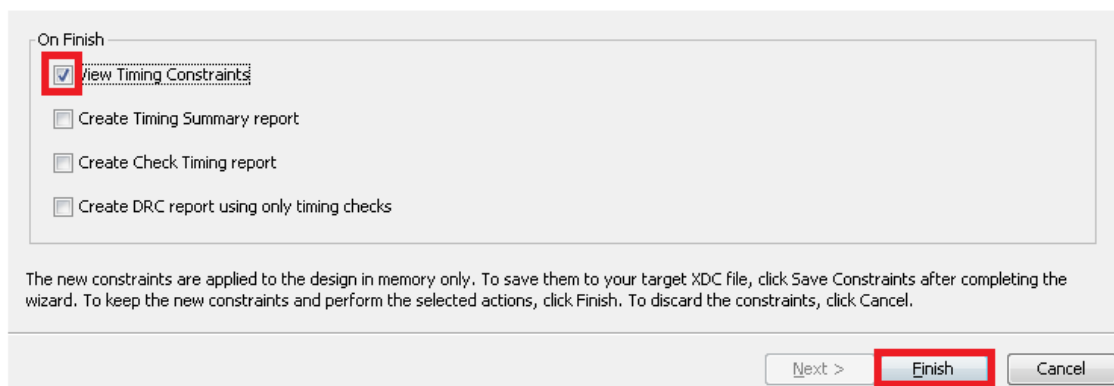 On Finish
View Timing Constraints
Create Timing Summary report
Create Check Timing report
Create DRC report using only timing checks
The new constraints are applied to the design in memory only. To save them to your target XDC file, click Save Constraints after completing the
wizard. To keep the new constraints and perform the selected actions, click Finish. To discard the constraints, click Cancel.
Next > Finish Cancel